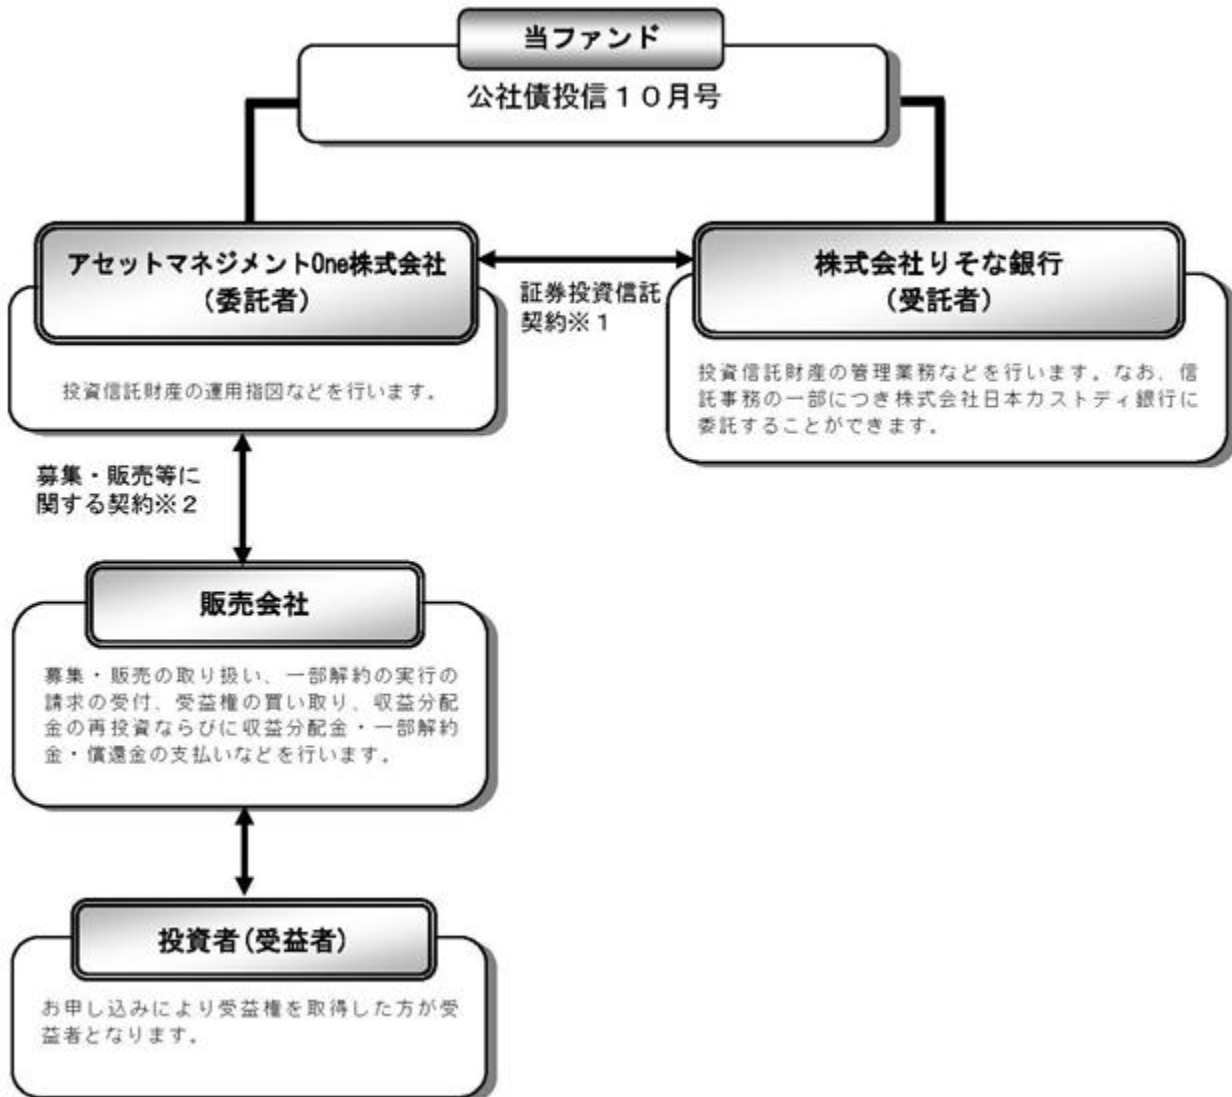 当ファンド
公社債投信１０月号
アセットマネジメントOne株式会社
（委託者）
投資信託財産の運用指図などを行います。
証券投資信託
契約※１
株式会社りそな銀行
（受託者）
投資信託財産の管理業務などを行います。なお、信
託事務の一部につき株式会社日本カストディ銀行に
委託することができます。
募集・販売等に
関する契約※２
販売会社
募集・販売の取り扱い、一部解約の実行の
請求の受付、受益権の買い取り、収益分配
金の再投資ならびに収益分配金・一部解約
金・償還金の支払いなどを行います。
投資者(受益者)
お申し込みにより受益権を取得した方が受
益者となります。